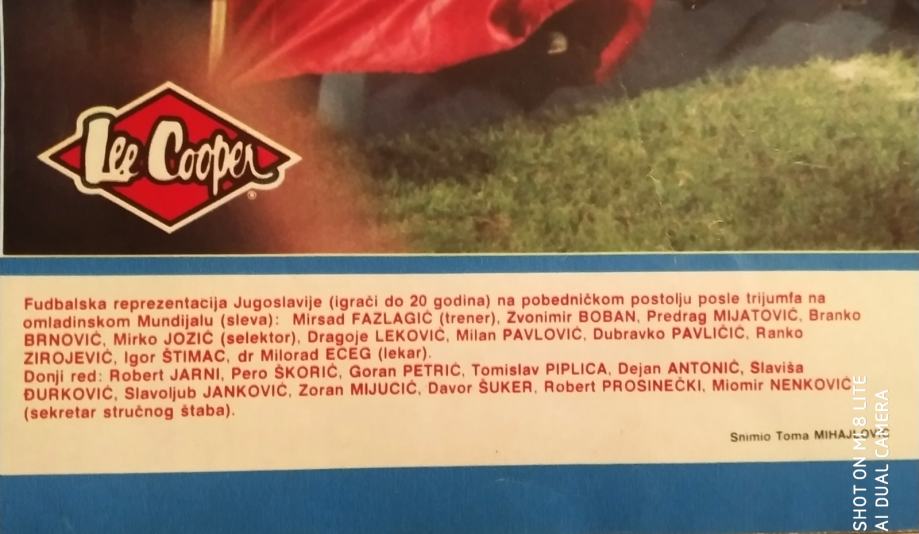 Lee Cooper
®
Fudbalska reprezentacija Jugoslavije (igrači do 20 godina) na pobedničkom postolju posle trijumfa na
omladinskom Mundijalu (sleva): Mirsad FAZLAGIĆ (trener), Zvonimir BOBAN, Predrag MIJATOVIĆ, Branko
BRNOVIĆ, Mirko JOZIĆ (selektor), Dragoje LEKOVIĆ, Milan PAVLOVIĆ, Dubravko PAVLIČIĆ, Ranko
ZIROJEVIĆ, Igor ŠTIMAC, dr Milorad EĆEG (lekar).
Donji red: Robert JARNI, Pero ŠKORIĆ, Goran PETRIĆ, Tomislav PIPLICA, Dejan ANTONIĆ, Slaviša
ĐURKOVIĆ, Slavoljub JANKOVIĆ, Zoran MIJUCIĆ, Davor ŠUKER, Robert PROSINEČKI, Miomir NENKOVIĆ
(sekretar stručnog štaba).
Snimio Toma MIHAJLOVIĆ
SHOT ON MI 8 LITE
AI DUAL CAMERA